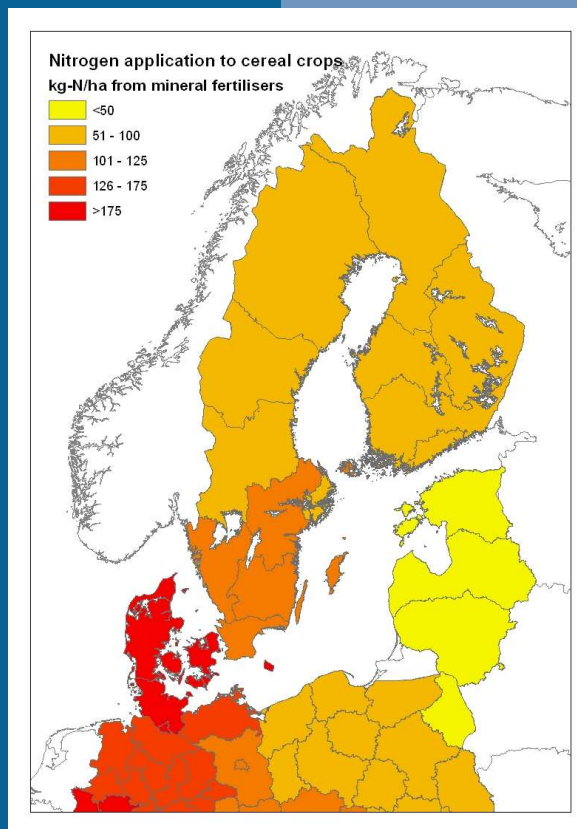 Nitrogen application to cereal crops
kg-N/ha from mineral fertilisers
<50
51 - 100
101 - 125
126 - 175
>175